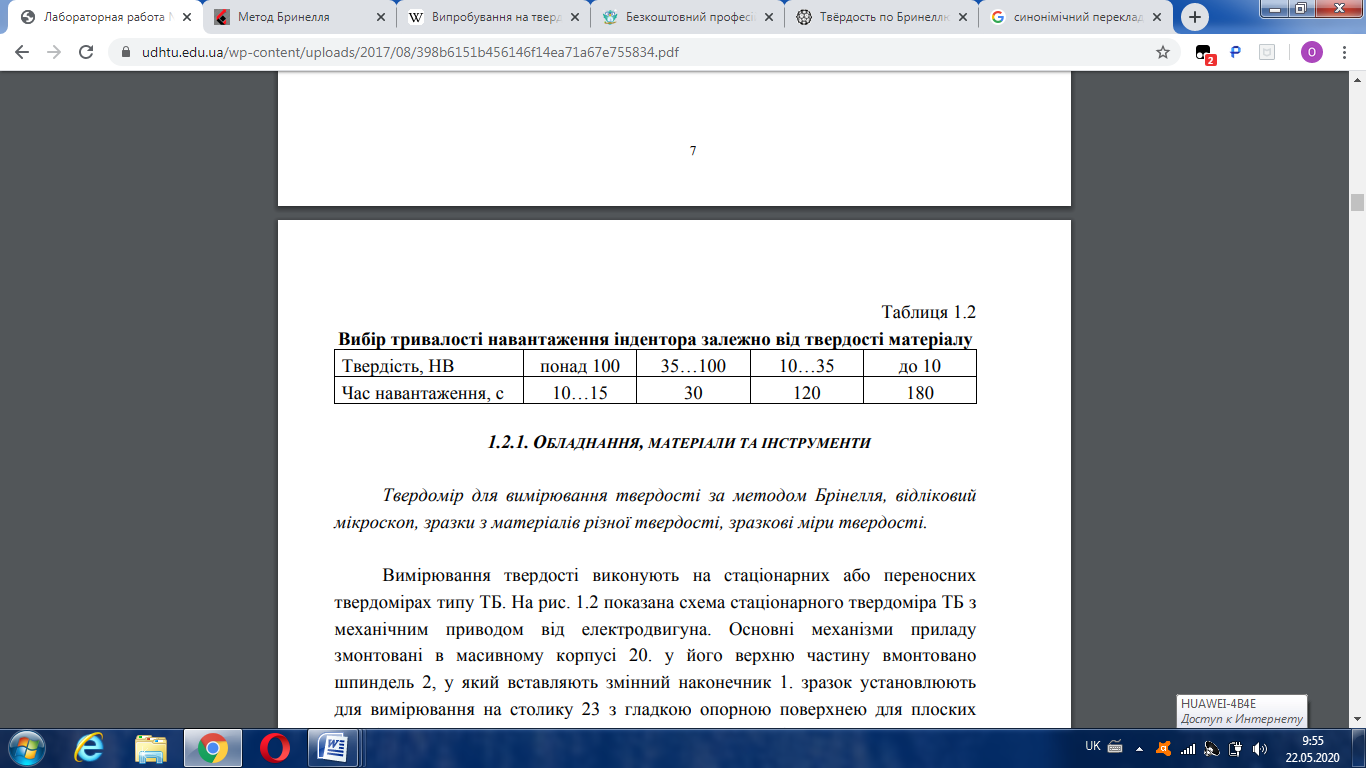 Лабораторная работа №
Метод Бринелля
Випробування на тверд
Безкоштовний професі
Твёрдость по Бринеллю
синонімічний переклад
udhtu.edu.ua/wp-content/uploads/2017/08/398b6151b456146f14ea71a67e755834.pdf
2
O
7
Таблиця 1.2
Вибір тривалості навантаження індентора залежно від твердості матеріалу
Твердість, НВ понад 100 35…100 10…35 до 10
Час навантаження, с 10…15 30 120 180
1.2.1. ОБЛАДНАННЯ, МАТЕРІАЛИ ТА ІНСТРУМЕНТИ
Твердомір для вимірювання твердості за методом Брінелля, відліковий
мікроскоп, зразки з матеріалів різної твердості, зразкові міри твердості.
Вимірювання твердості виконують на стаціонарних або переносних
твердомірах типу ТБ. На рис. 1.2 показана схема стаціонарного твердоміра ТБ з
механічним приводом від електродвигуна. Основні механізми приладу
змонтовані в масивному корпусі 20. у його верхню частину вмонтовано
шпиндель 2, у який вставляють змінний наконечник 1. зразок установлюють
для вимірювання на столику 23 з гладкою опорною поверхнею для плоских
HUAWEI-4B4E
Доступ к Интернету
UK
9:55
22.05.2020